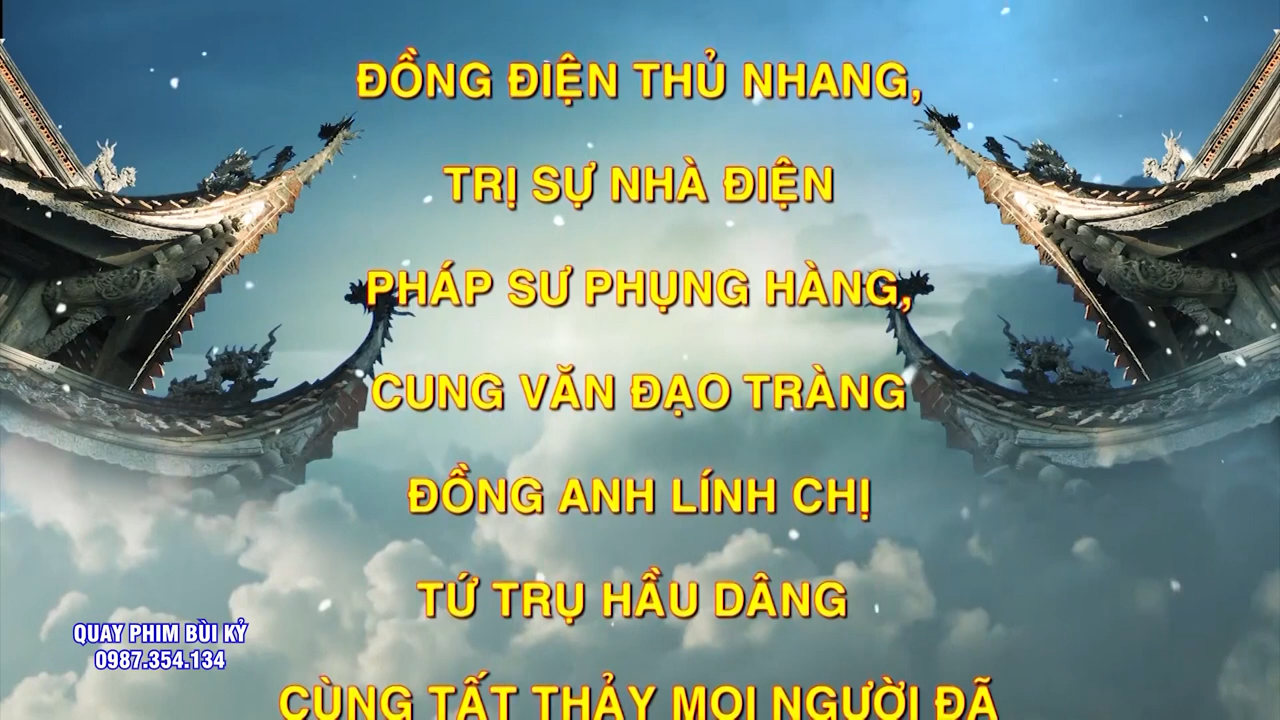 ĐỒNG ĐIỆN THỦ NHANG,
TRỊ SỰ NHÀ ĐIỆN
PHÁP SƯ PHỤNG HÀNG,
CUNG VĂN ĐẠO TRÀNG
ĐỒNG ANH LÍNH CHỊ
TỨ TRỤ HẦU DÂNG
QUAY PHIM BÙI KỶ
0987.354.134
CÙNG TẤT THẢY MỌI NGƯỜI ĐÃ